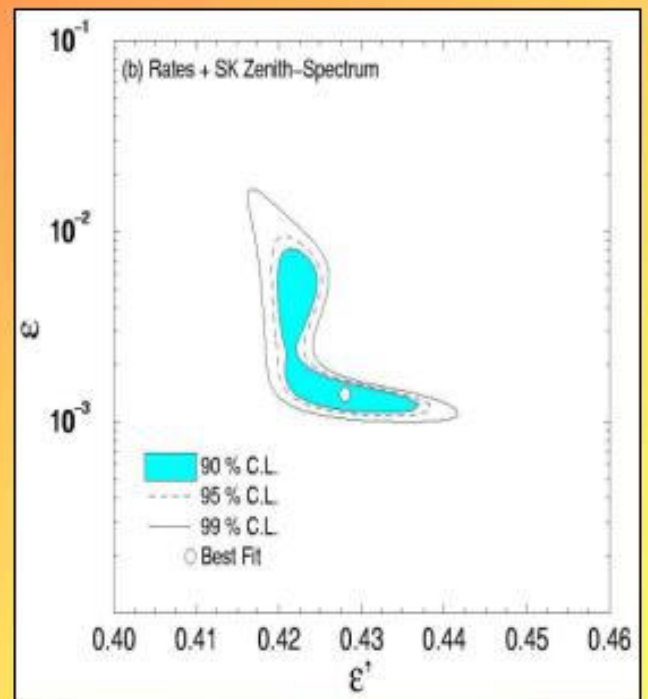 10⁻¹
(b) Rates + SK Zenith–Spectrum
10⁻²
ε
10⁻³
90 % C.L.
95 % C.L.
99 % C.L.
Best Fit
0.40 0.41 0.42 0.43 0.44 0.45 0.46
ε'